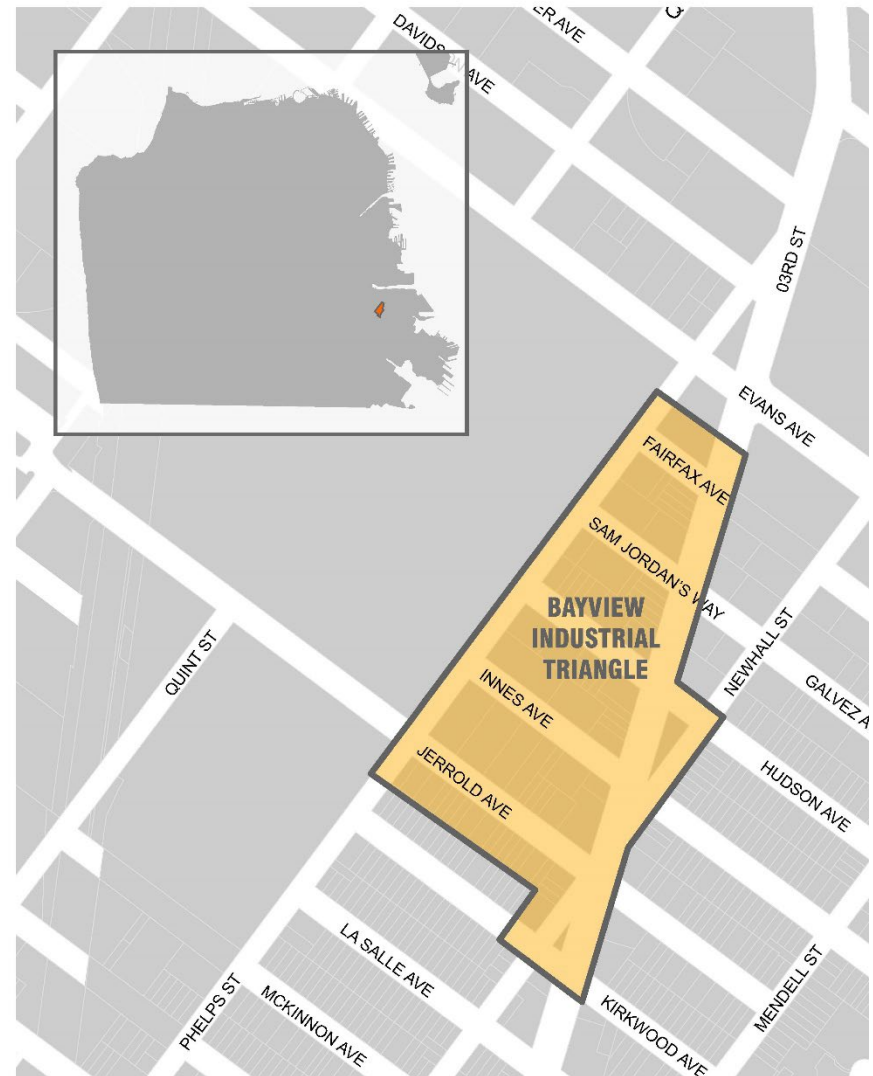 ER AVE
DAVIDSON AVE
03RD ST
EVANS AVE
FAIRFAX AVE
SAM JORDAN'S WAY
BAYVIEW
INDUSTRIAL
TRIANGLE
NEWHALL ST
QUINT ST
GALVEZ A
INNES AVE
HUDSON AVE
JERROLD AVE
LA SALLE AVE
MENDELL ST
KIRKWOOD AVE
PHELPS ST
MCKINNON AVE